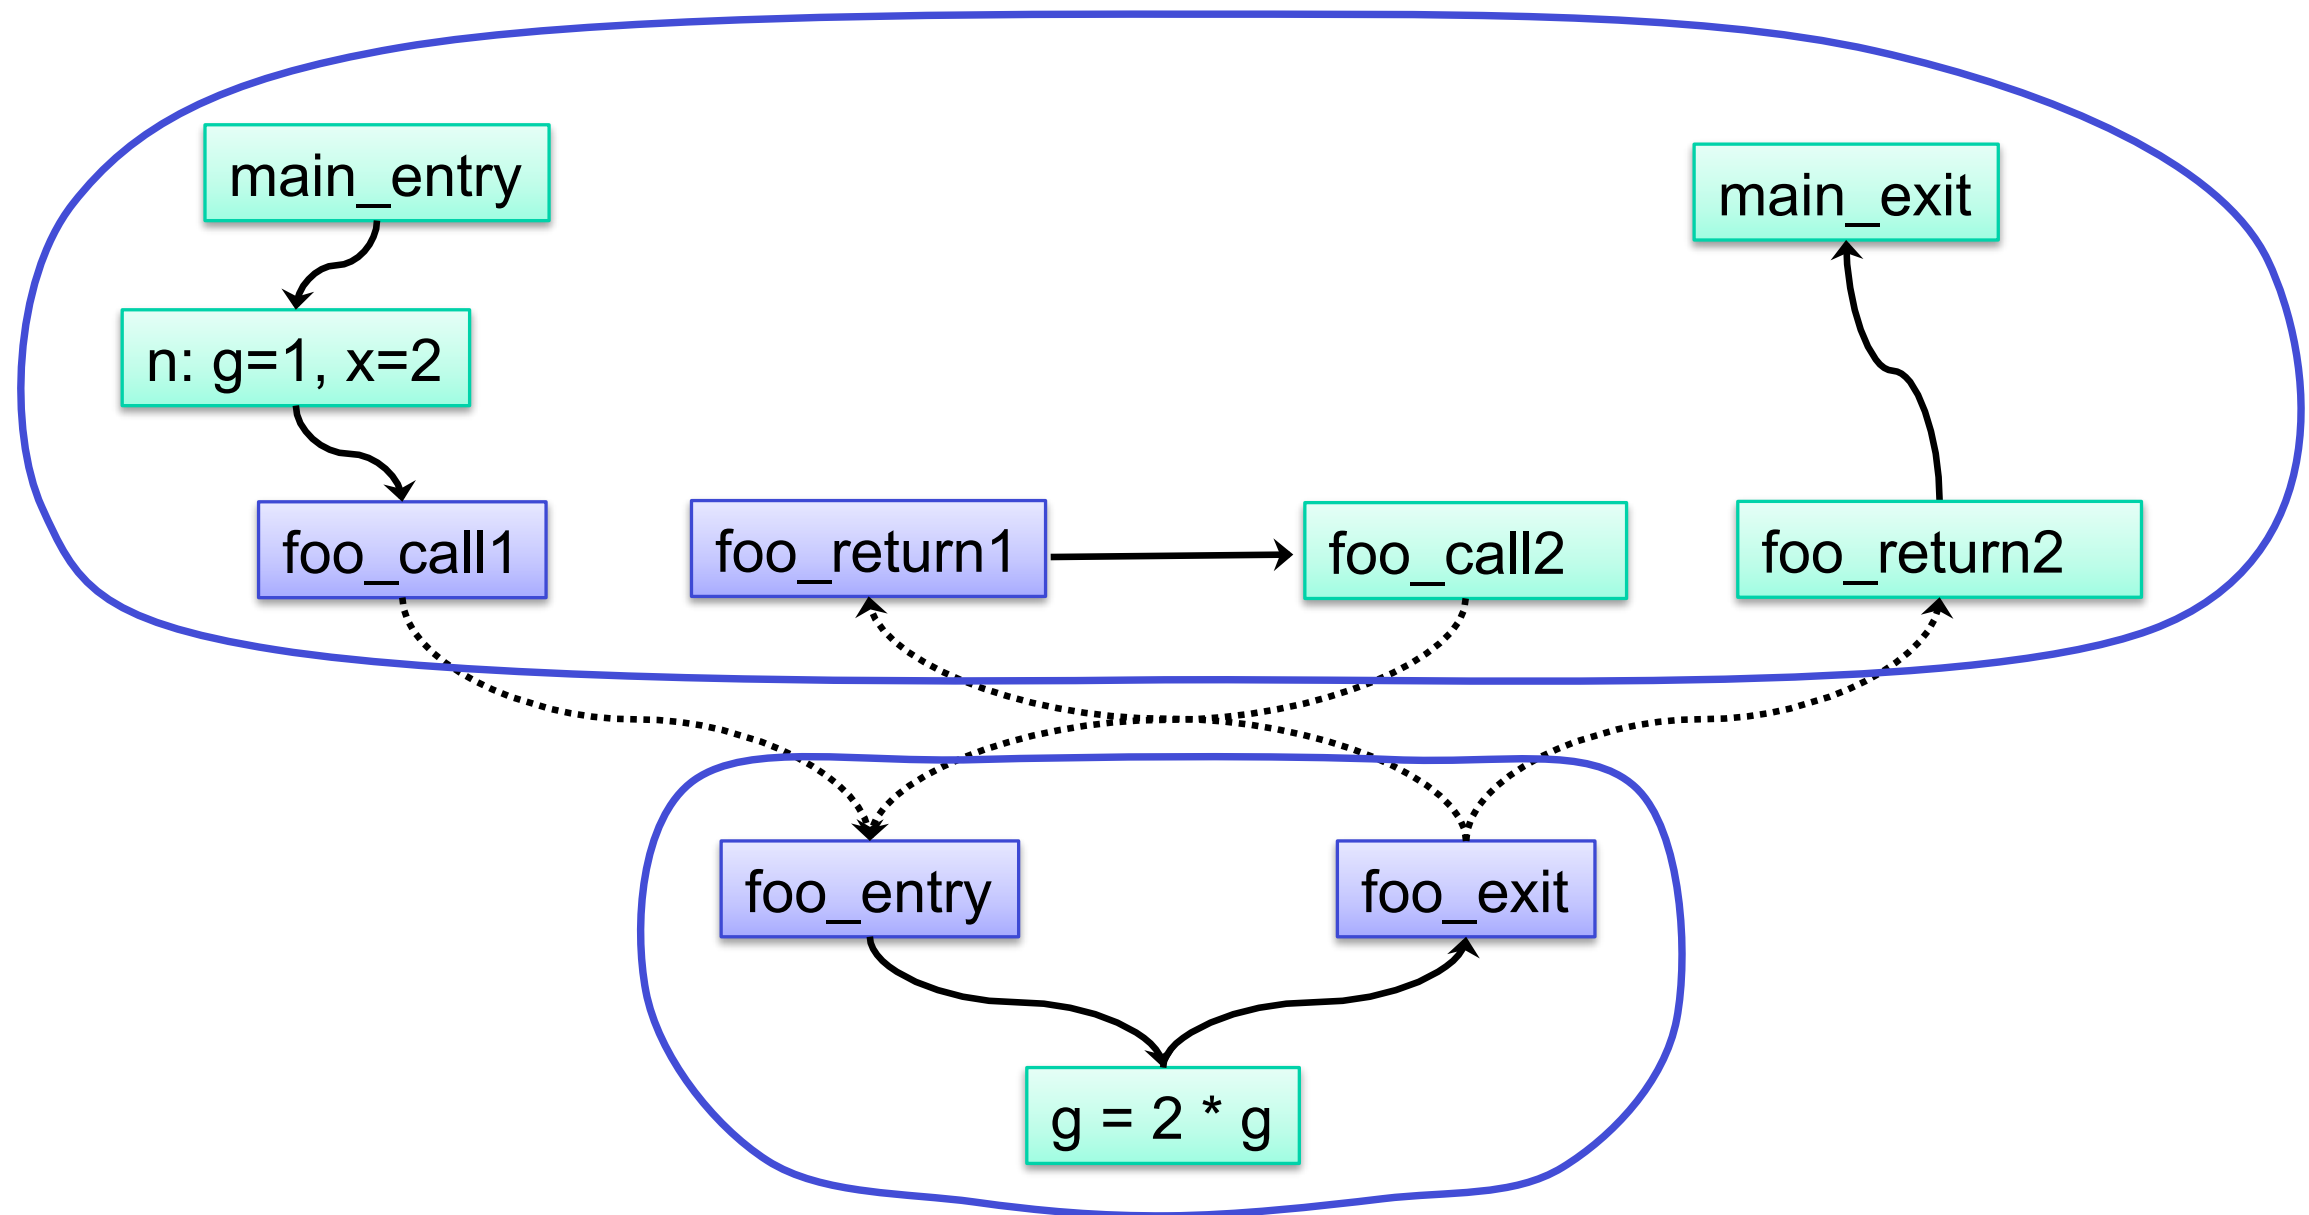 main_entry
main_exit
n: g=1, x=2
foo_call1
foo_return1
foo_call2
foo_return2
foo_entry
foo_exit
g = 2 * g